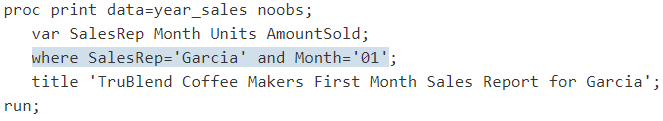 proc print data=year_sales noobs;
   var SalesRep Month Units AmountSold;
   where SalesRep='Garcia' and Month='01';
   title 'TruBlend Coffee Makers First Month Sales Report for Garcia';
run;